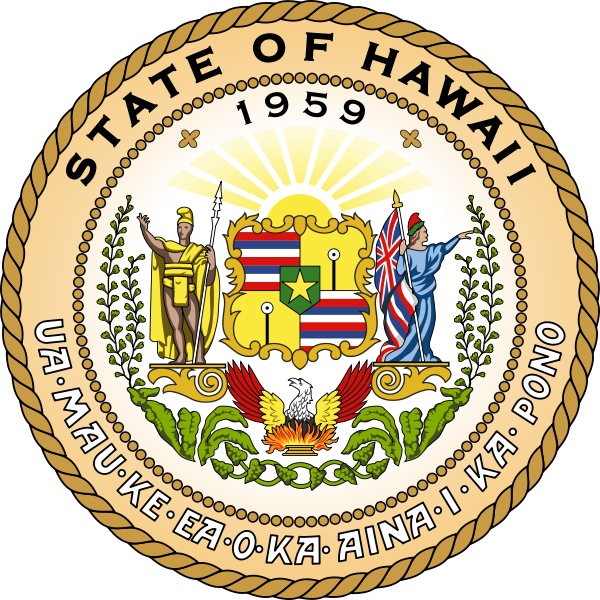 STATE OF HAWAII
1959
UA·MAU·KE·EA·O·KA·AINA·I·KA·PONO